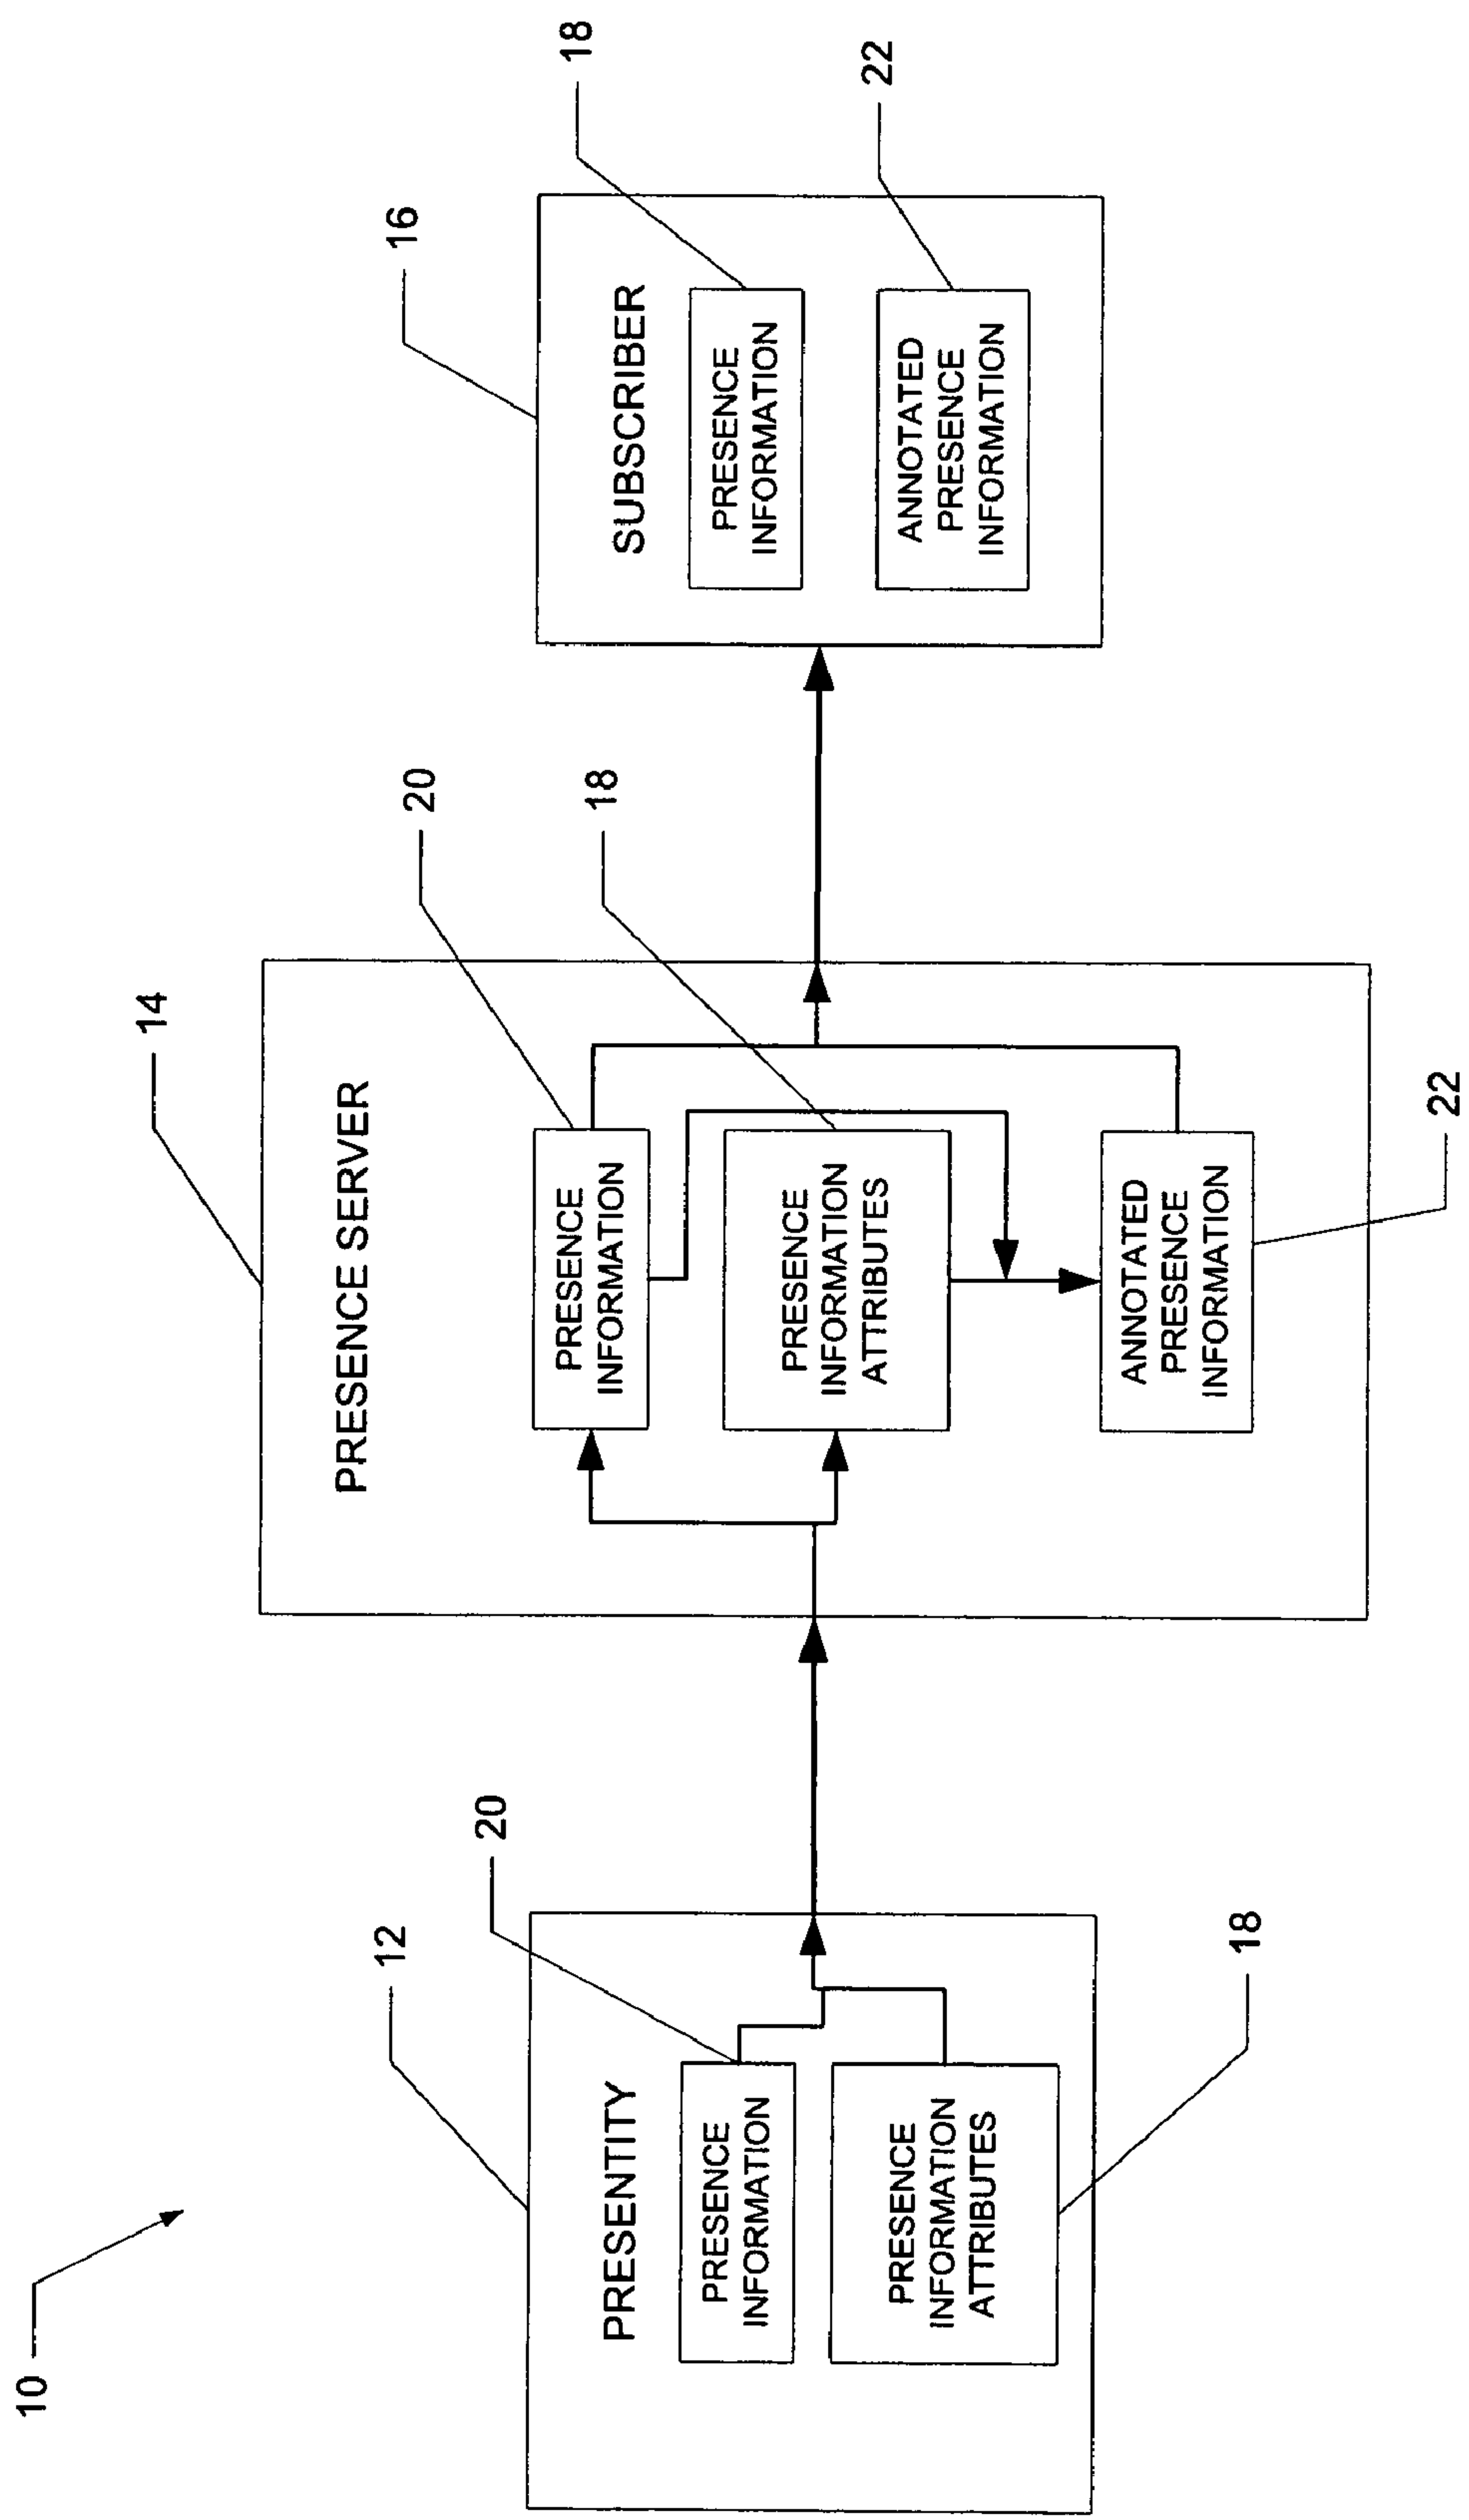 10
12
PRESENTITY
20
PRESENCE
INFORMATION
PRESENCE
INFORMATION
ATTRIBUTES
18
14
PRESENCE SERVER
20
PRESENCE
INFORMATION
18
PRESENCE
INFORMATION
ATTRIBUTES
ANNOTATED
PRESENCE
INFORMATION
22
16
SUBSCRIBER
18
PRESENCE
INFORMATION
22
ANNOTATED
PRESENCE
INFORMATION